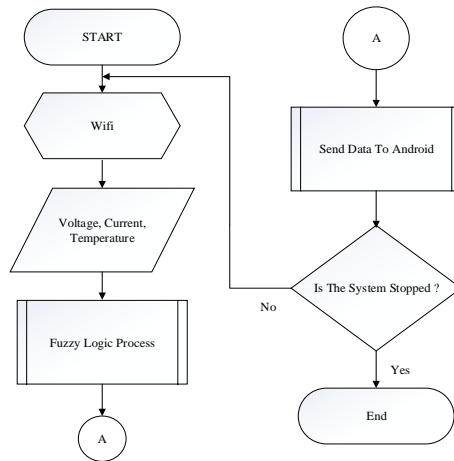 START
Wifi
Voltage, Current,
Temperature
Fuzzy Logic Process
A
A
Send Data To Android
Is The System Stopped ?
No
Yes
End